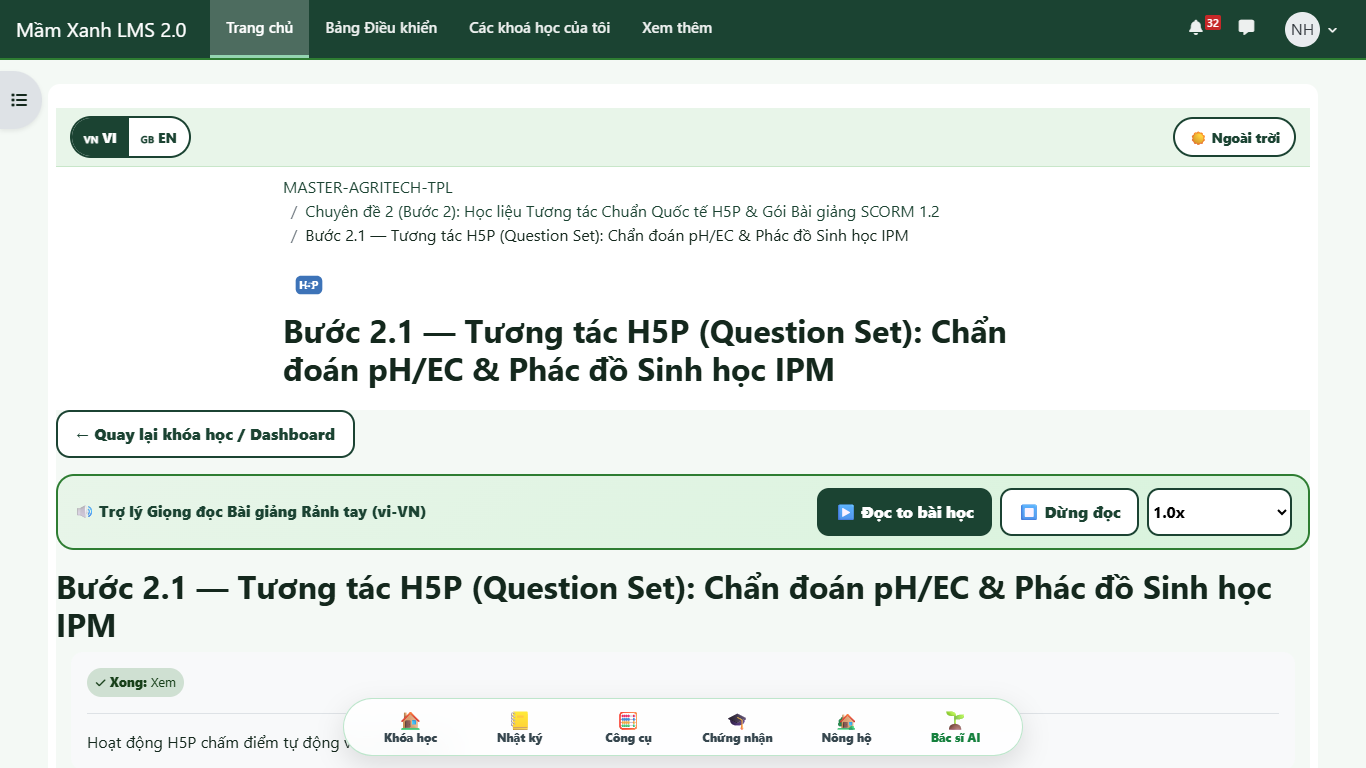 Mầm Xanh LMS 2.0
Trang chủ
Bảng Điều khiển
Các khoá học của tôi
Xem thêm
32
NH
VN VI
GB EN
Ngoài trời
MASTER-AGRITECH-TPL
/ Chuyên đề 2 (Bước 2): Học liệu Tương tác Chuẩn Quốc tế H5P & Gói Bài giảng SCORM 1.2
/ Bước 2.1 — Tương tác H5P (Question Set): Chẩn đoán pH/EC & Phác đồ Sinh học IPM
H-P
Bước 2.1 — Tương tác H5P (Question Set): Chẩn
đoán pH/EC & Phác đồ Sinh học IPM
← Quay lại khóa học / Dashboard
Trợ lý Giọng đọc Bài giảng Rảnh tay (vi-VN)
Đọc to bài học
Dừng đọc
1.0x
Bước 2.1 — Tương tác H5P (Question Set): Chẩn đoán pH/EC & Phác đồ Sinh học
IPM
Xong: Xem
Hoạt động H5P chấm điểm tự động
Khóa học
Nhật ký
Công cụ
Chứng nhận
Nông hộ
Bác sĩ AI